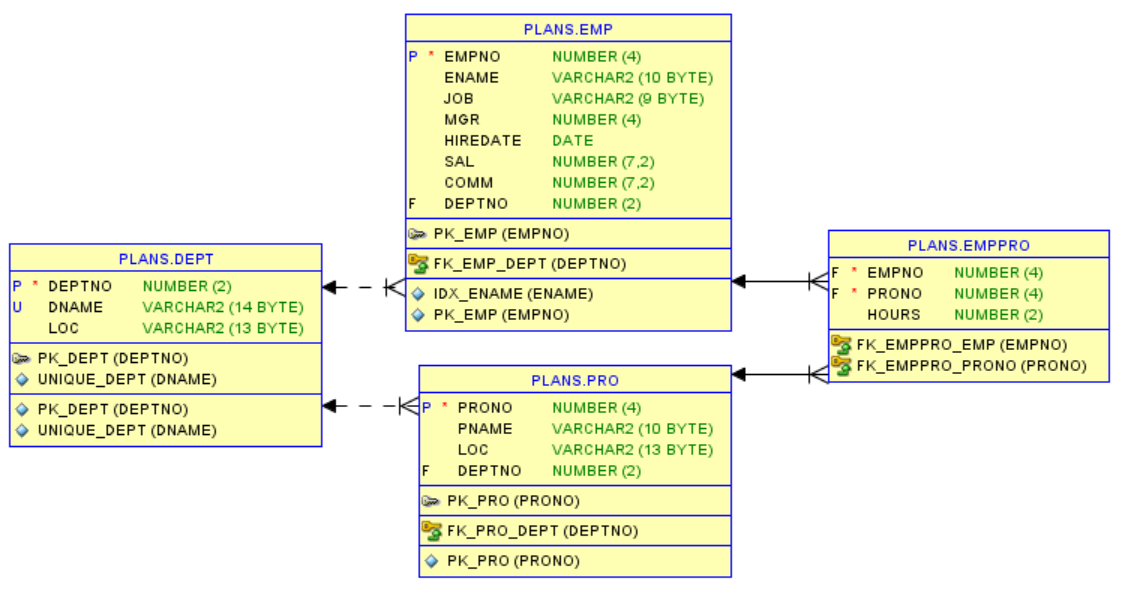 PLANS.EMP
P * EMPNO NUMBER (4)
ENAME VARCHAR2 (10 BYTE)
JOB VARCHAR2 (9 BYTE)
MGR NUMBER (4)
HIREDATE DATE
SAL NUMBER (7,2)
COMM NUMBER (7,2)
F DEPTNO NUMBER (2)
PK_EMP (EMPNO)
FK_EMP_DEPT (DEPTNO)
IDX_ENAME (ENAME)
PK_EMP (EMPNO)
PLANS.DEPT
P * DEPTNO NUMBER (2)
U DNAME VARCHAR2 (14 BYTE)
LOC VARCHAR2 (13 BYTE)
PK_DEPT (DEPTNO)
UNIQUE_DEPT (DNAME)
PK_DEPT (DEPTNO)
UNIQUE_DEPT (DNAME)
PLANS.EMPPRO
F * EMPNO NUMBER (4)
F * PRONO NUMBER (4)
HOURS NUMBER (2)
FK_EMPPRO_EMP (EMPNO)
FK_EMPPRO_PRONO (PRONO)
PLANS.PRO
P * PRONO NUMBER (4)
PNAME VARCHAR2 (10 BYTE)
LOC VARCHAR2 (13 BYTE)
F DEPTNO NUMBER (2)
PK_PRO (PRONO)
FK_PRO_DEPT (DEPTNO)
PK_PRO (PRONO)